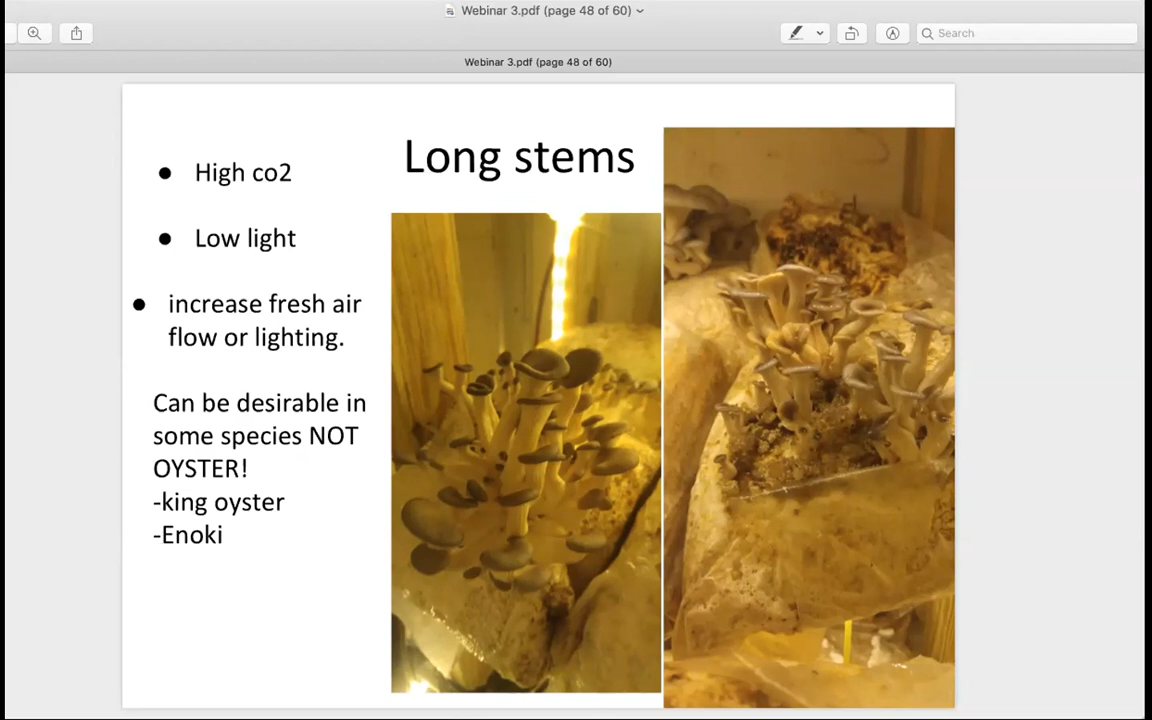 Webinar 3.pdf (page 48 of 60)
Search
Webinar 3.pdf (page 48 of 60)
Long stems
● High co2
● Low light
● increase fresh air
flow or lighting.
Can be desirable in
some species NOT
OYSTER!
-king oyster
-Enoki